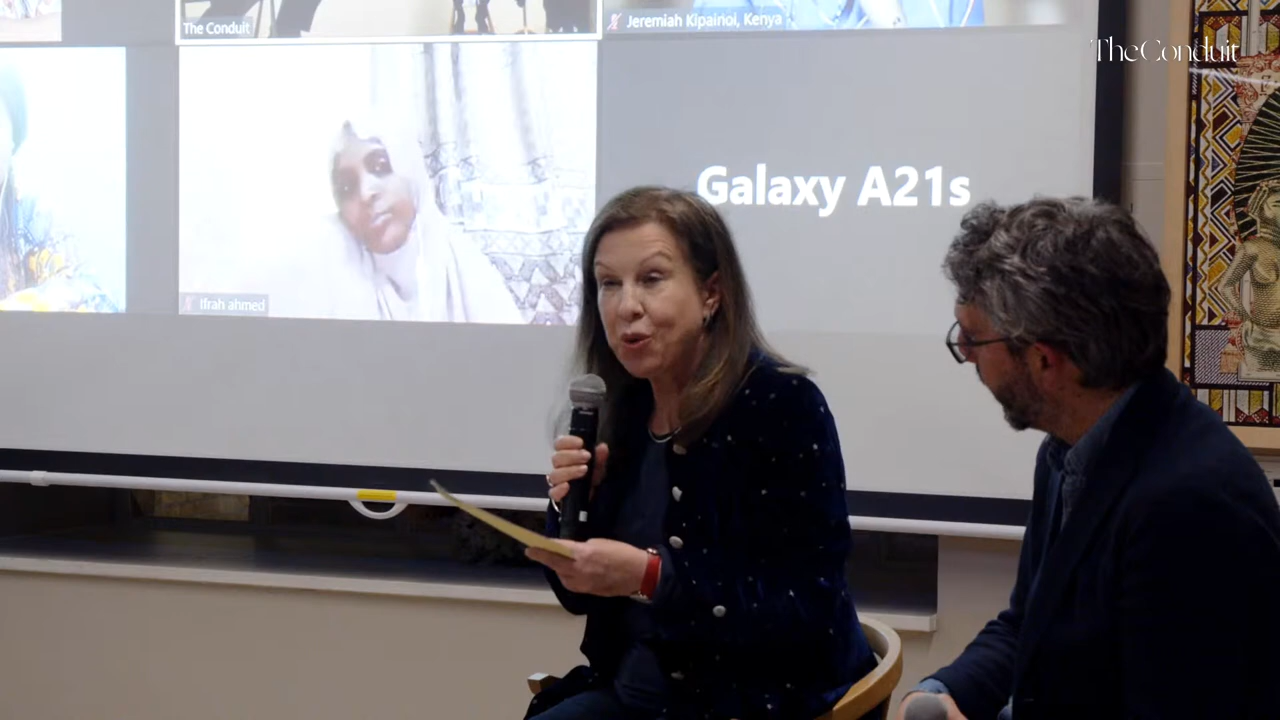 The Conduit
Jeremiah Kipainoi, Kenya
TheConduit
Ifrah ahmed
Galaxy A21s